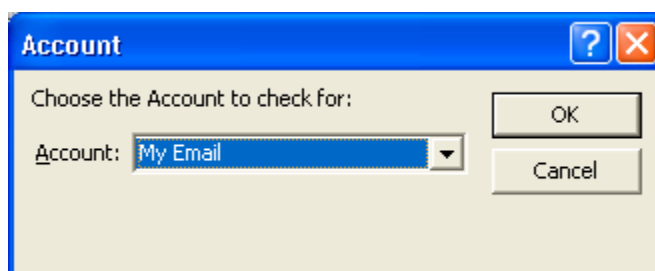 Account
Choose the Account to check for:
OK
Account: My Email
Cancel